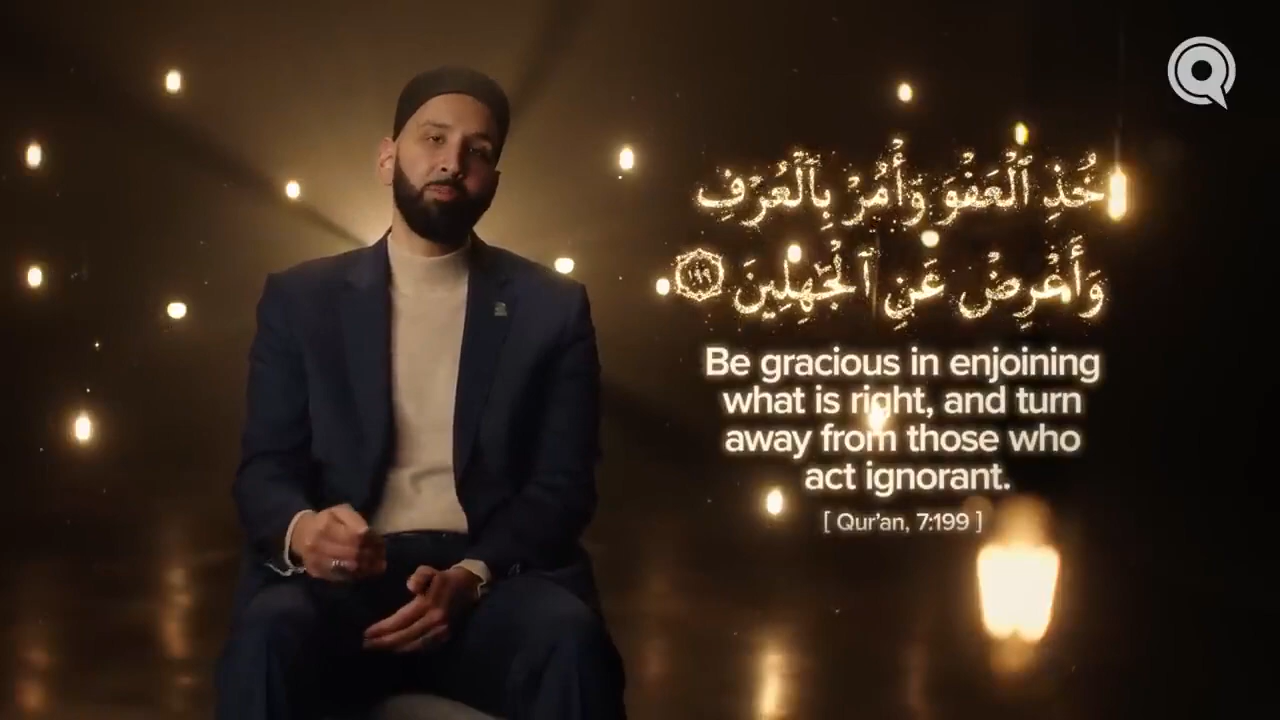 خُذِ ٱلْعَفْوَ وَأْمُرْ بِٱلْعُرْفِ
وَأَعْرِضْ عَنِ ٱلْجَٰهِلِينَ ١٩٩
Be gracious in enjoining
what is right, and turn
away from those who
act ignorant.
[ Qur’an, 7:199 ]